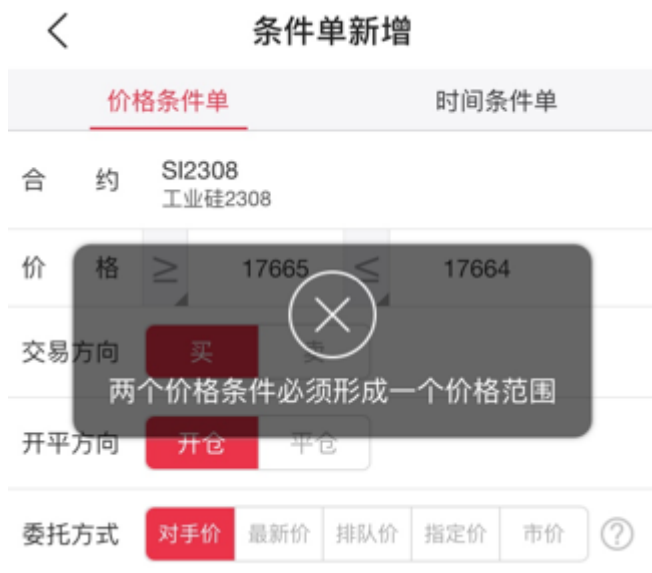 条件单新增
价格条件单 时间条件单
合 约 SI2308
工业硅2308
价 格 ≥ 17665 ≤ 17664
交易方向 买 卖
两个价格条件必须形成一个价格范围
开平方向 开仓 平仓
委托方式 对手价 最新价 排队价 指定价 市价 ?